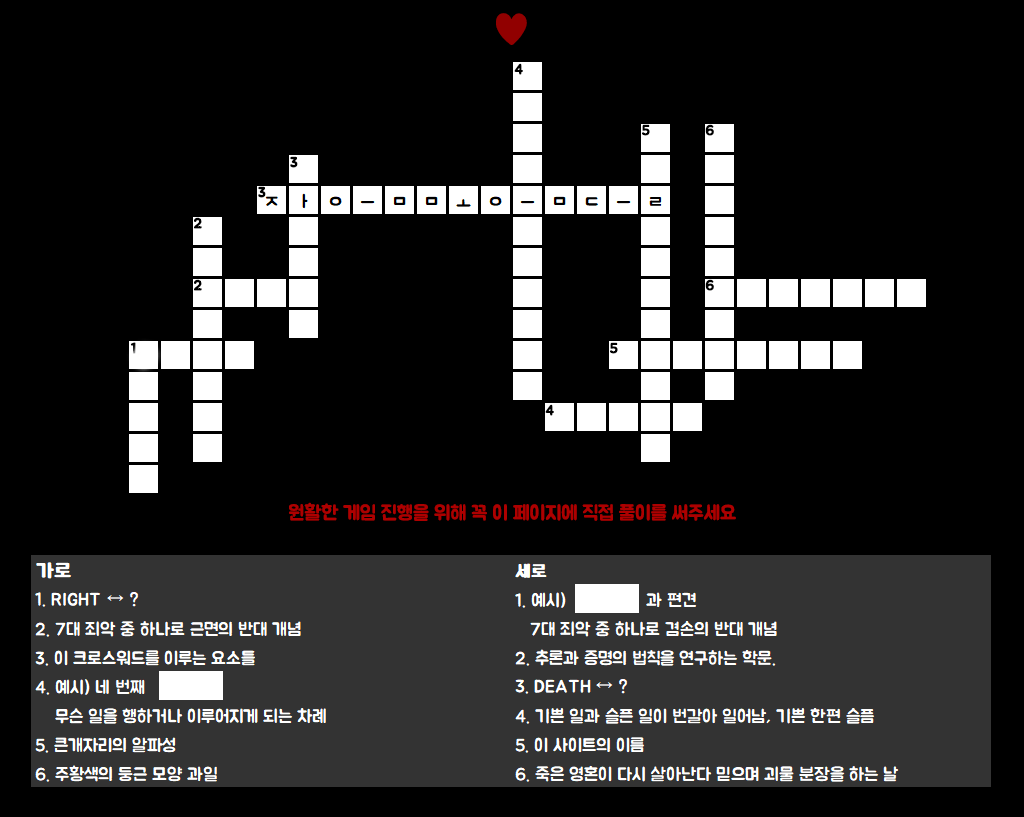 4
5 6
3
3 ㅈ ㅏ ㅇ ㅡ ㅁ ㅁ ㅗ ㅇ ㅡ ㅁ ㄷ ㅡ ㄹ
2
2 6
1 5
4
원활한 게임 진행을 위해 꼭 이 페이지에 직접 풀이를 써주세요
가로
1. RIGHT ↔ ?
2. 7대 죄악 중 하나로 근면의 반대 개념
3. 이 크로스워드를 이루는 요소들
4. 예시) 네 번째
무슨 일을 행하거나 이루어지게 되는 차례
5. 큰개자리의 알파성
6. 주황색의 둥근 모양 과일
세로
1. 예시) 과 편견
7대 죄악 중 하나로 겸손의 반대 개념
2. 추론과 증명의 법칙을 연구하는 학문.
3. DEATH ↔ ?
4. 기쁜 일과 슬픈 일이 번갈아 일어남, 기쁜 한편 슬픔
5. 이 사이트의 이름
6. 죽은 영혼이 다시 살아난다 믿으며 괴물 분장을 하는 날